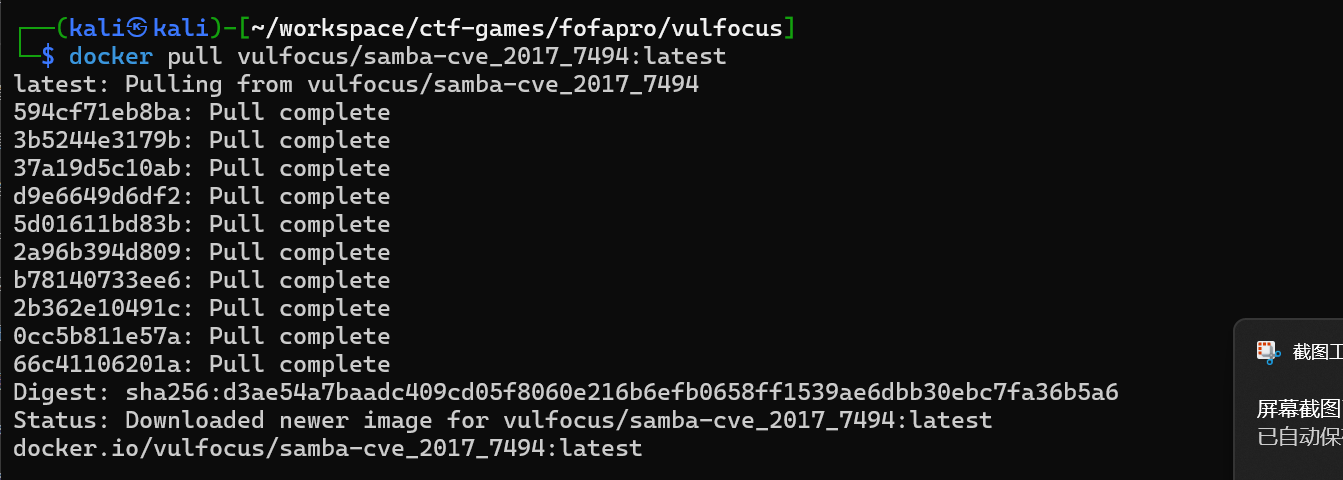 ┌──(kali㉿kali)-[~/workspace/ctf-games/fofapro/vulfocus]
└─$ docker pull vulfocus/samba-cve_2017_7494:latest
latest: Pulling from vulfocus/samba-cve_2017_7494
594cf71eb8ba: Pull complete
3b5244e3179b: Pull complete
37a19d5c10ab: Pull complete
d9e6649d6df2: Pull complete
5d01611bd83b: Pull complete
2a96b394d809: Pull complete
b78140733ee6: Pull complete
2b362e10491c: Pull complete
0cc5b811e57a: Pull complete
66c41106201a: Pull complete
Digest: sha256:d3ae54a7baadc409cd05f8060e216b6efb0658ff1539ae6dbb30ebc7fa36b5a6
Status: Downloaded newer image for vulfocus/samba-cve_2017_7494:latest
docker.io/vulfocus/samba-cve_2017_7494:latest
截图工
屏幕截图
已自动保